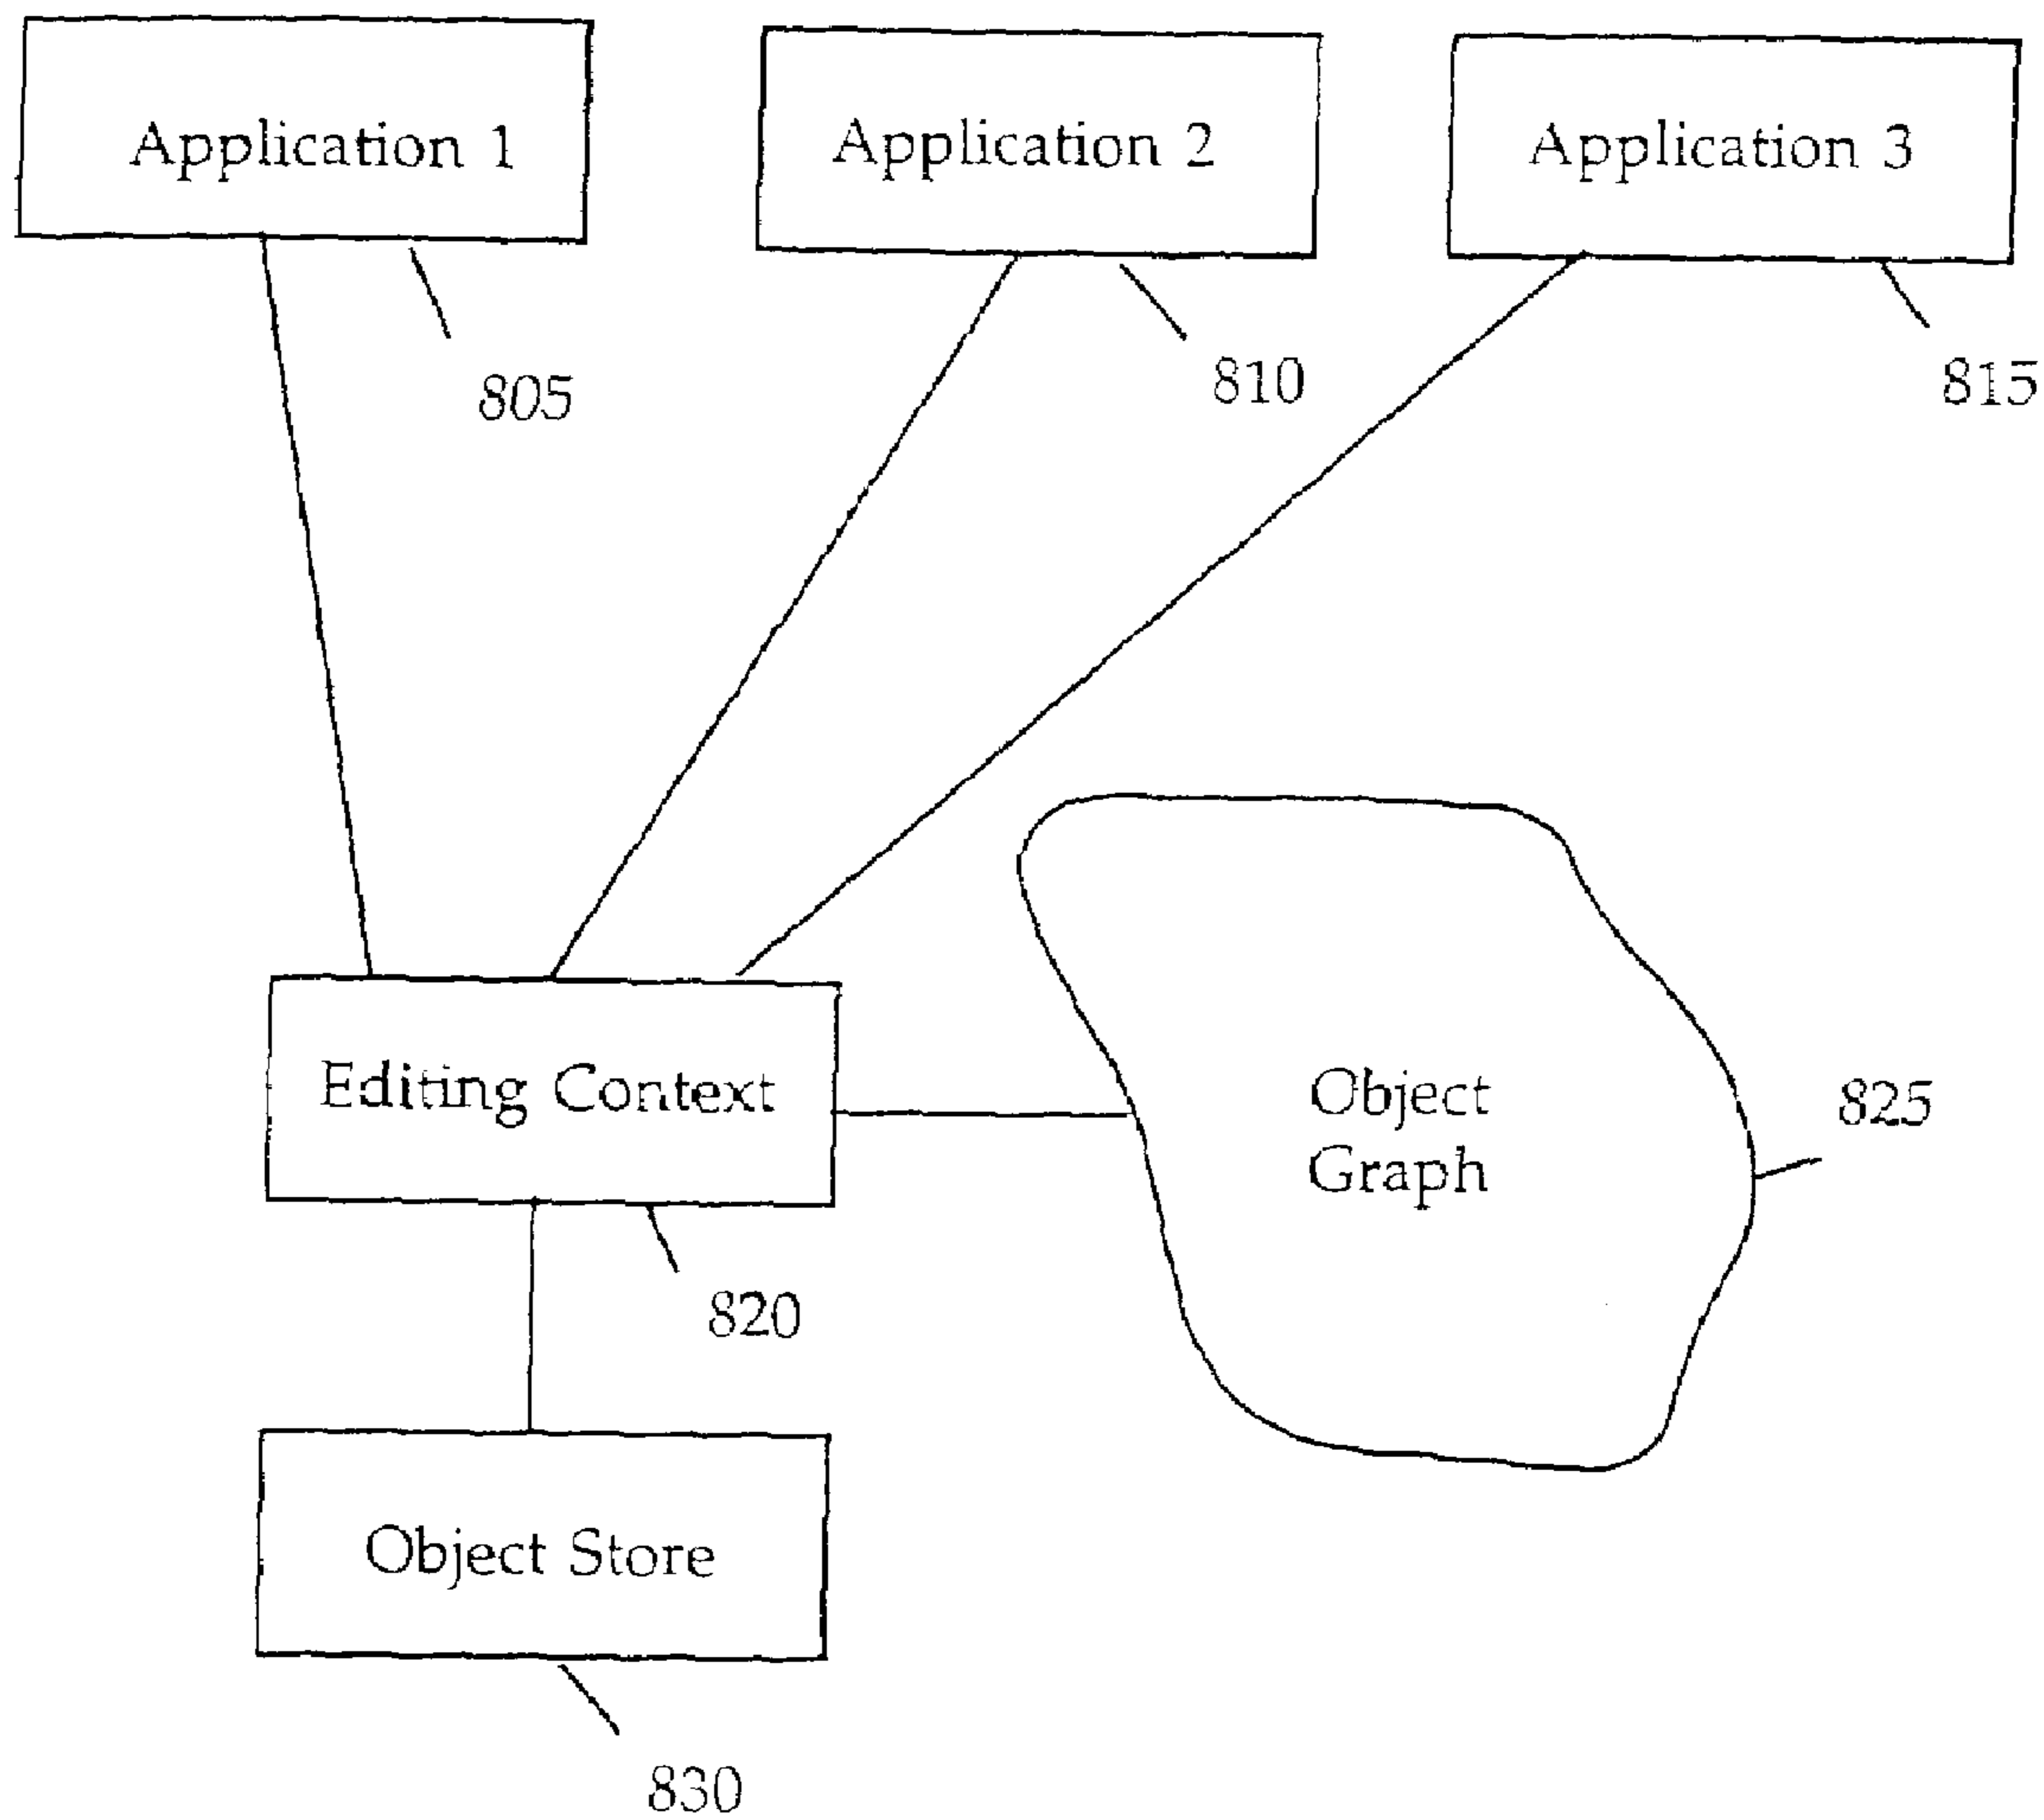 Application 1
Application 2
Application 3
805
810
815
Editing Context
Object
Graph
825
820
Object Store
830